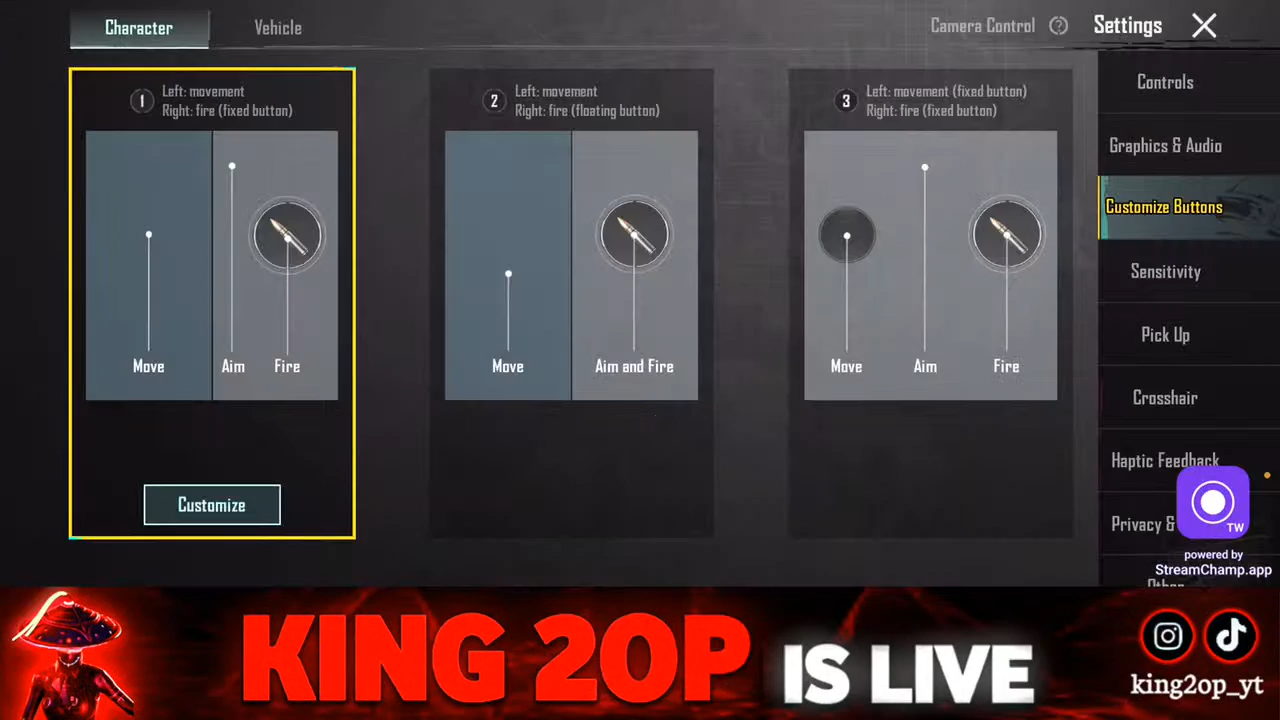 Character
Vehicle
Camera Control ?
Settings
1
Left: movement
Right: fire (fixed button)
Move
Aim
Fire
Customize
2
Left: movement
Right: fire (floating button)
Move
Aim and Fire
3
Left: movement (fixed button)
Right: fire (fixed button)
Move
Aim
Fire
Controls
Graphics & Audio
Customize Buttons
Sensitivity
Pick Up
Crosshair
Haptic Feedback
Privacy &
TW
powered by
StreamChamp.app
KING 2OP IS LIVE
king2op_yt